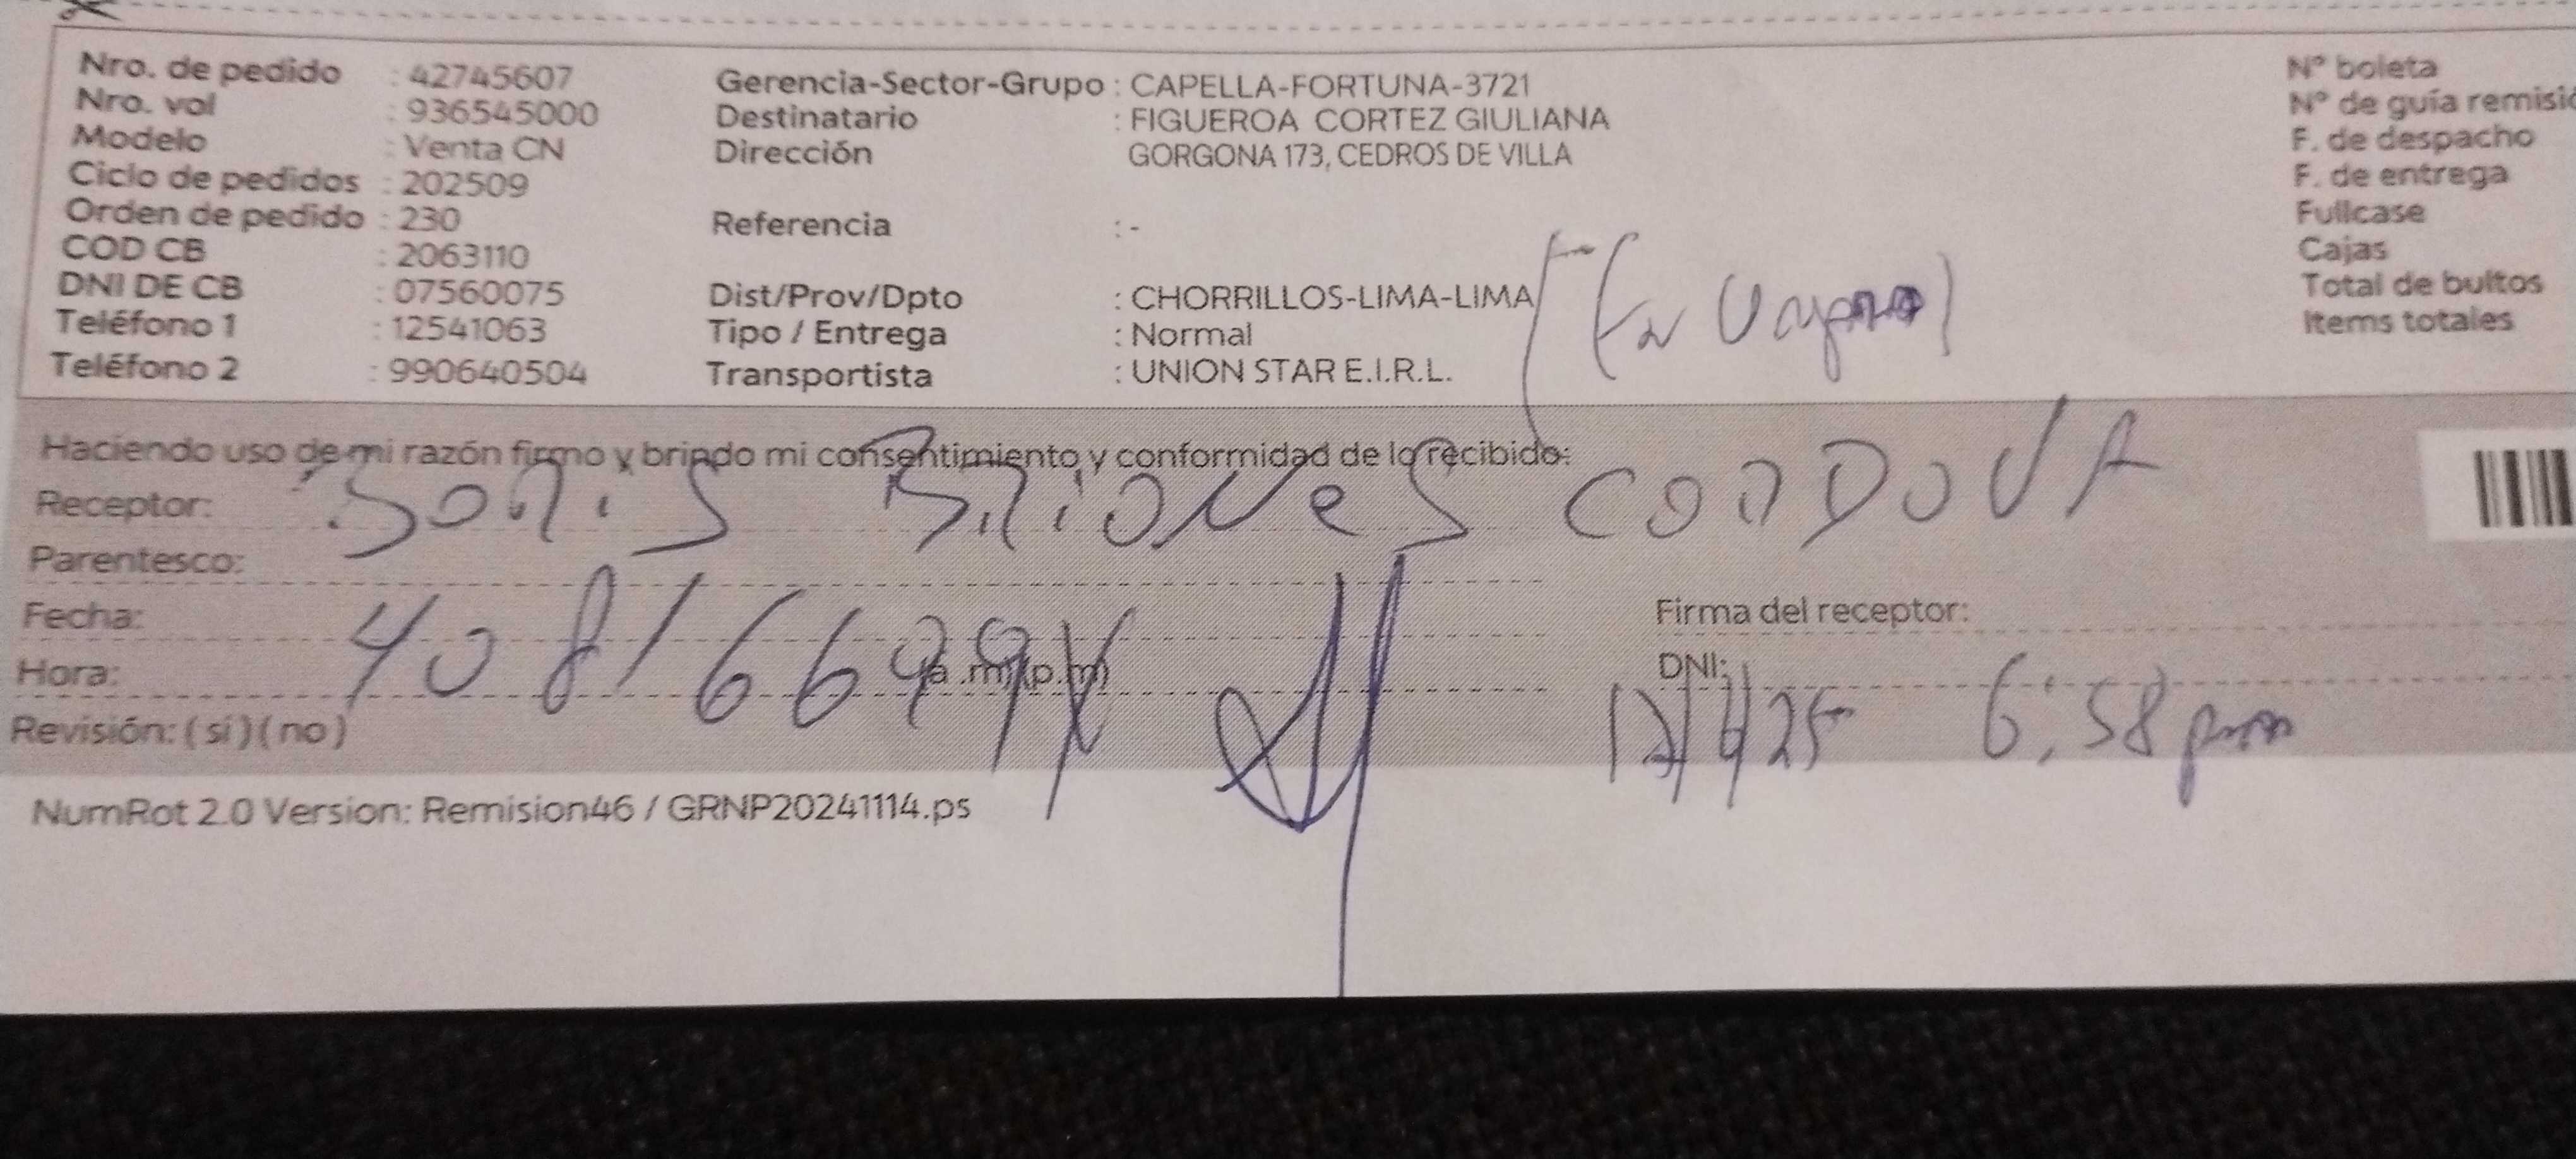 Nro. de pedido : 42745607
Nro. vol : 936545000
Modelo : Venta CN
Ciclo de pedidos : 202509
Orden de pedido : 230
COD CB : 2063110
DNI DE CB : 07560075
Teléfono 1 : 12541063
Teléfono 2 : 990640504
Gerencia-Sector-Grupo : CAPELLA-FORTUNA-3721
Destinatario : FIGUEROA CORTEZ GIULIANA
Dirección GORGONA 173, CEDROS DE VILLA
Referencia : -
Dist/Prov/Dpto : CHORRILLOS-LIMA-LIMA
Tipo / Entrega : Normal
Transportista : UNION STAR E.I.R.L.
N° boleta
N° de guía remisió
F. de despacho
F. de entrega
Fullcase
Cajas
Total de bultos
Items totales
Haciendo uso de mi razón firmo y brindo mi consentimiento y conformidad de lo recibido:
Receptor: BORIS BRIONES CORDOVA
Parentesco:
Fecha:
Hora: (a .m)(p.m)
Revisión: ( si ) ( no )
Firma del receptor:
DNI:
6:58 pm
NumRot 2.0 Version: Remision46 / GRNP20241114.ps